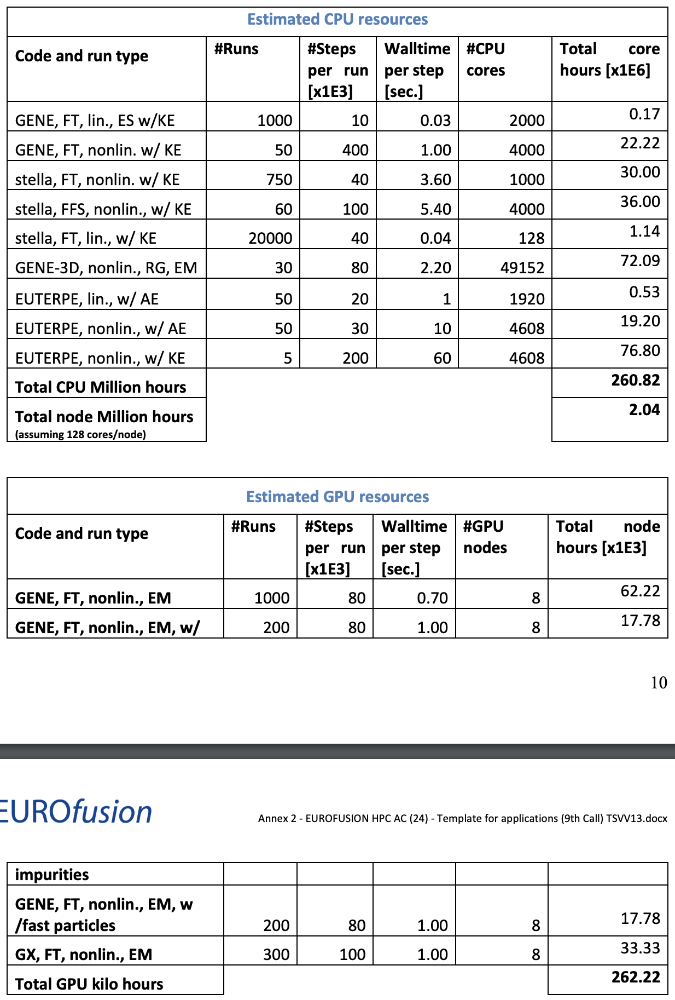 Estimated CPU resources
Code and run type #Runs #Steps per run [x1E3] Walltime per step [sec.] #CPU cores Total core hours [x1E6]
GENE, FT, lin., ES w/KE 1000 10 0.03 2000 0.17
GENE, FT, nonlin. w/ KE 50 400 1.00 4000 22.22
stella, FT, nonlin. w/ KE 750 40 3.60 1000 30.00
stella, FFS, nonlin., w/ KE 60 100 5.40 4000 36.00
stella, FT, lin., w/ KE 20000 40 0.04 128 1.14
GENE-3D, nonlin., RG, EM 30 80 2.20 49152 72.09
EUTERPE, lin., w/ AE 50 20 1 1920 0.53
EUTERPE, nonlin., w/ AE 50 30 10 4608 19.20
EUTERPE, nonlin., w/ KE 5 200 60 4608 76.80
Total CPU Million hours 260.82
Total node Million hours 2.04
(assuming 128 cores/node)
Estimated GPU resources
Code and run type #Runs #Steps per run [x1E3] Walltime per step [sec.] #GPU nodes Total node hours [x1E3]
GENE, FT, nonlin., EM 1000 80 0.70 8 62.22
GENE, FT, nonlin., EM, w/ 200 80 1.00 8 17.78
10
EUROfusion
Annex 2 - EUROFUSION HPC AC (24) - Template for applications (9th Call) TSVV13.docx
impurities
GENE, FT, nonlin., EM, w
/fast particles 200 80 1.00 8 17.78
GX, FT, nonlin., EM 300 100 1.00 8 33.33
Total GPU kilo hours 262.22